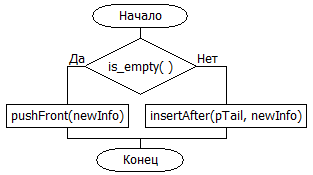 Начало
Да
is_empty( )
Нет
pushFront(newInfo)
insertAfter(pTail, newInfo)
Конец